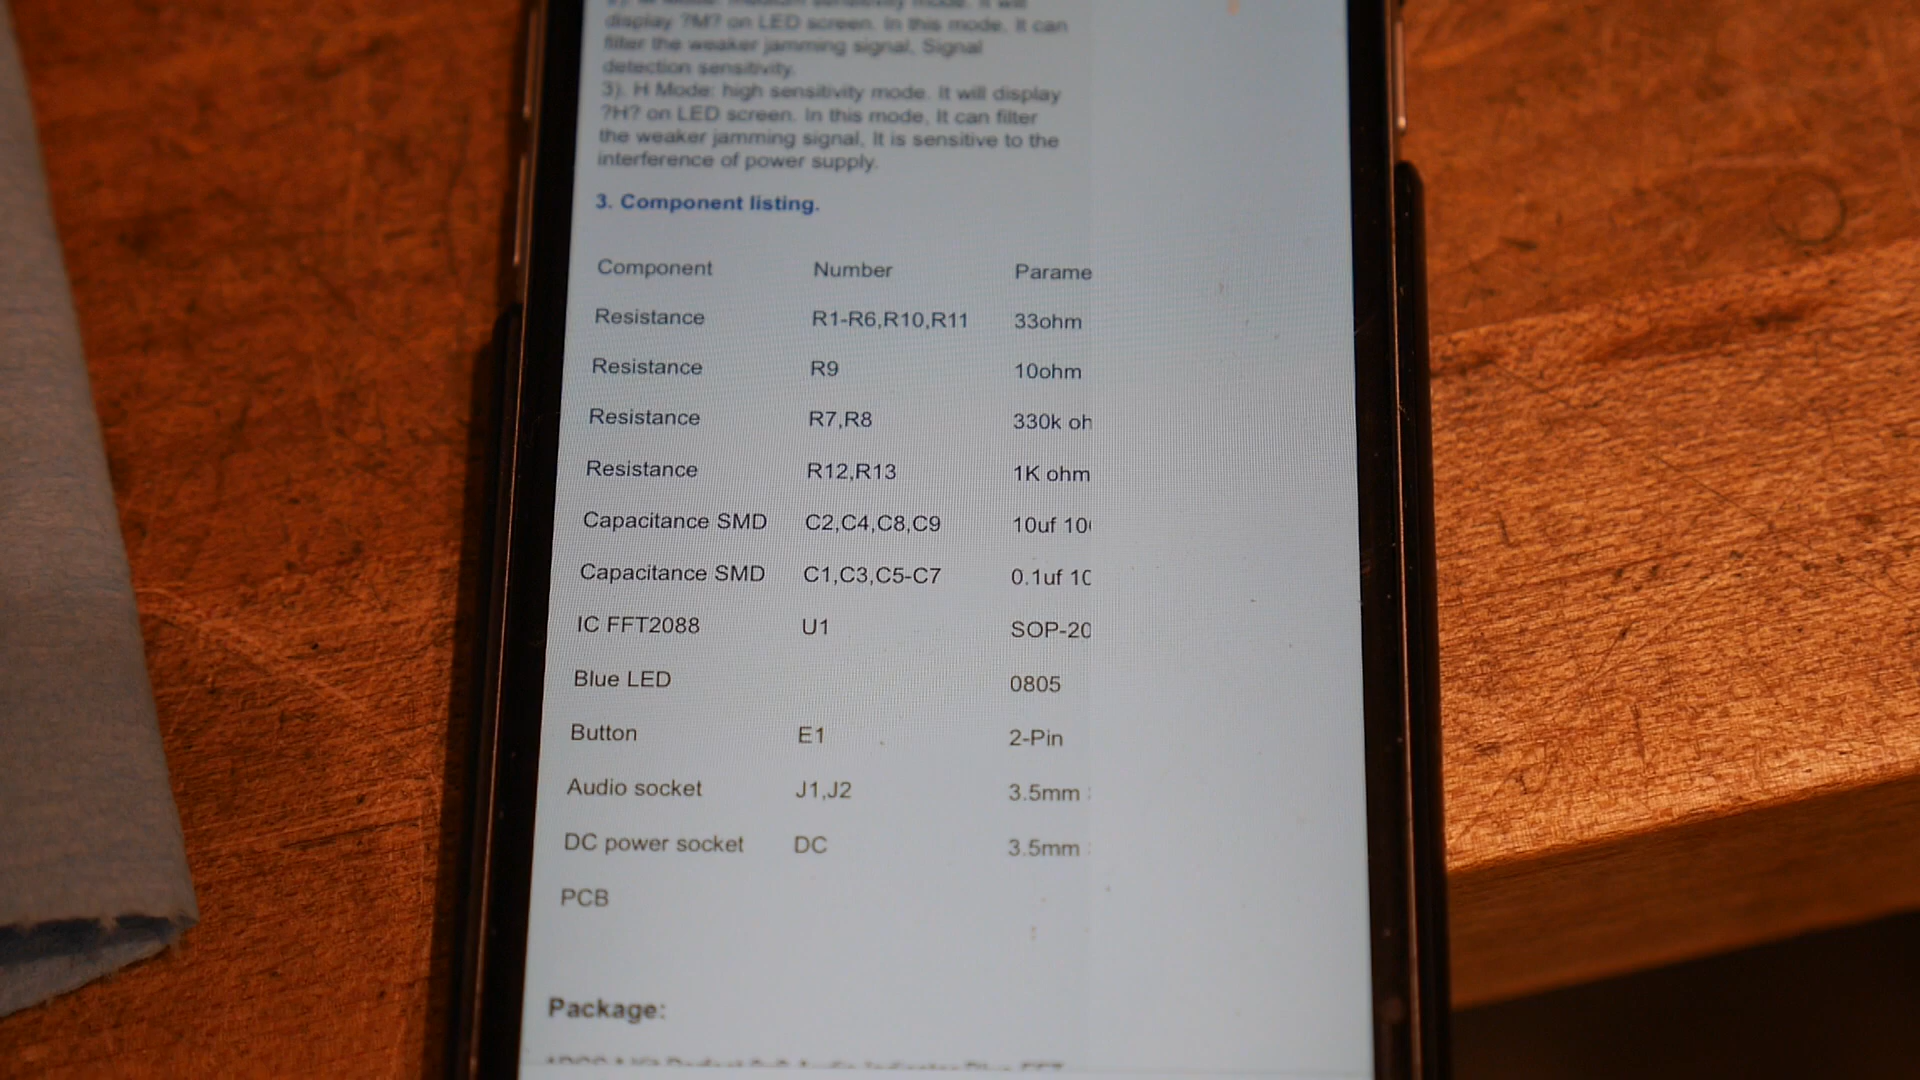 display ?M? on LED screen. In this mode, It can
filter the weaker jamming signal, Signal
detection sensitivity.
3). H Mode: high sensitivity mode. It will display
?H? on LED screen. In this mode, It can filter
the weaker jamming signal, It is sensitive to the
interference of power supply.
3. Component listing.
Component Number Parame
Resistance R1-R6,R10,R11 33ohm
Resistance R9 10ohm
Resistance R7,R8 330k oh
Resistance R12,R13 1K ohm
Capacitance SMD C2,C4,C8,C9 10uf 10
Capacitance SMD C1,C3,C5-C7 0.1uf 10
IC FFT2088 U1 SOP-20
Blue LED 0805
Button E1 2-Pin
Audio socket J1,J2 3.5mm
DC power socket DC 3.5mm
PCB
Package: